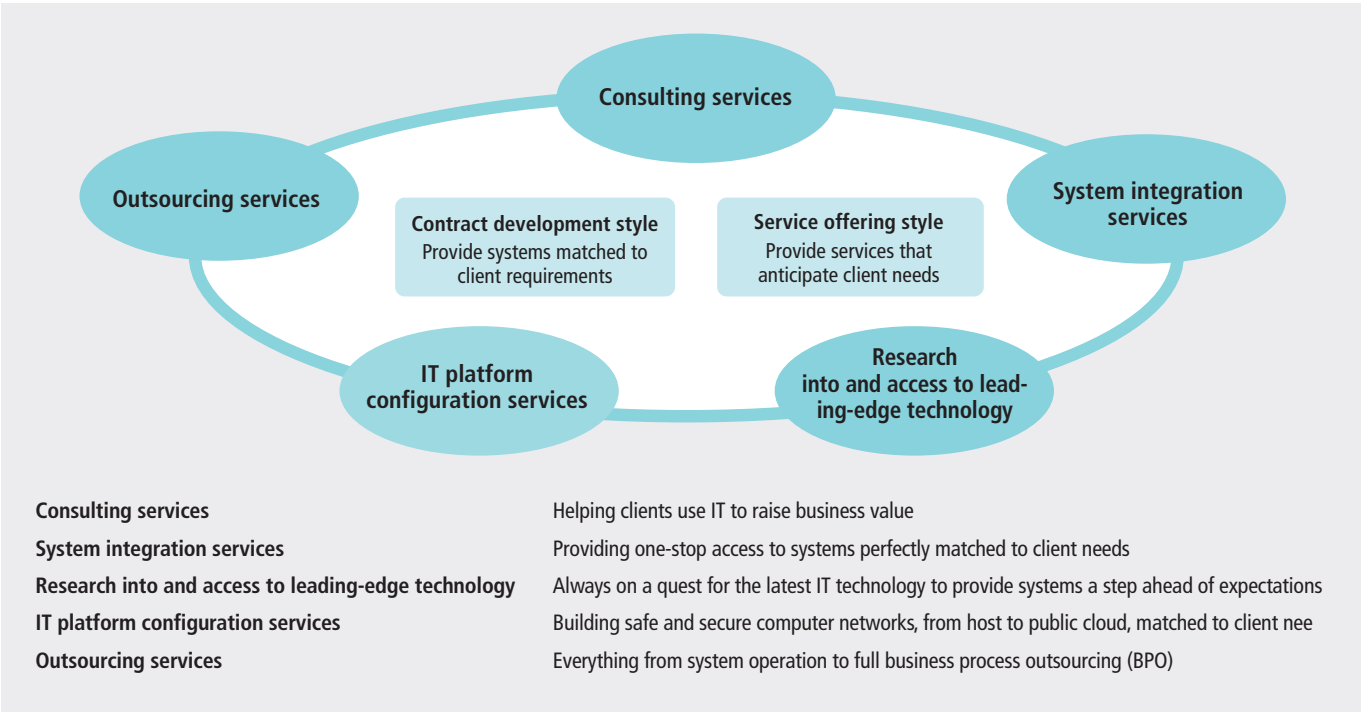 Consulting services
Outsourcing services
System integration
services
Contract development style
Provide systems matched to
client requirements
Service offering style
Provide services that
anticipate client needs
IT platform
configuration services
Research
into and access to lead-
ing-edge technology
Consulting services Helping clients use IT to raise business value
System integration services Providing one-stop access to systems perfectly matched to client needs
Research into and access to leading-edge technology Always on a quest for the latest IT technology to provide systems a step ahead of expectations
IT platform configuration services Building safe and secure computer networks, from host to public cloud, matched to client nee
Outsourcing services Everything from system operation to full business process outsourcing (BPO)